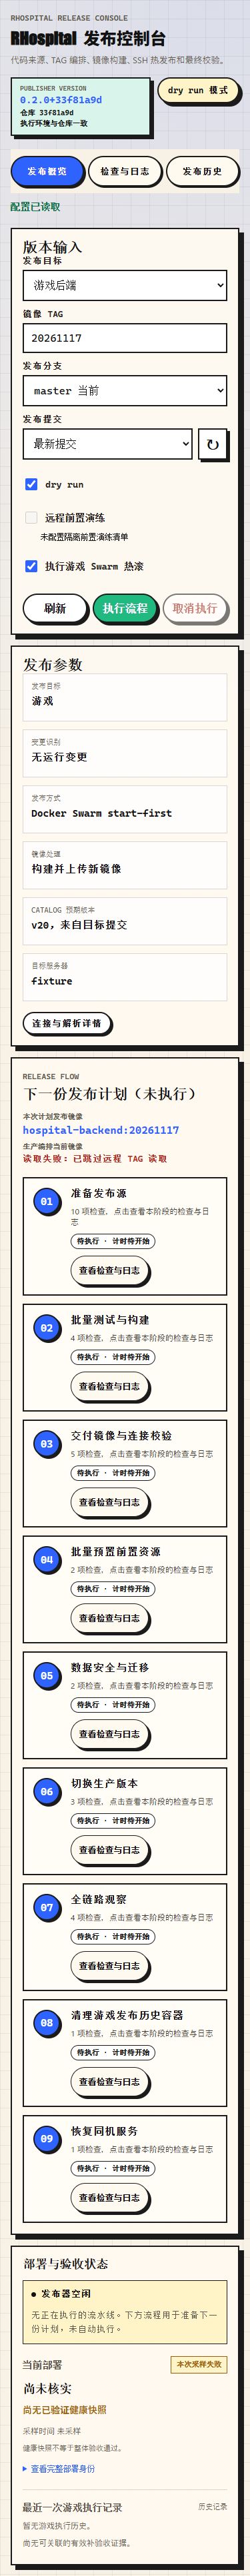 RHOSPITAL RELEASE CONSOLE
RHospital 发布控制台
代码来源、TAG 编排、镜像构建、SSH 热发布和最终校验。
PUBLISHER VERSION
0.2.0+33f81a9d
仓库 33f81a9d
执行环境与仓库一致
dry run 模式
发布概览
检查与日志
发布历史
配置已读取
版本输入
发布目标
游戏后端
镜像 TAG
20261117
发布分支
master 当前
发布提交
最新提交
↻
dry run
远程前置演练
未配置隔离前置演练清单
执行游戏 Swarm 热滚
刷新
执行流程
取消执行
发布参数
发布目标
游戏
变更识别
无运行变更
发布方式
Docker Swarm start-first
镜像处理
构建并上传新镜像
CATALOG 预期版本
v20，来自目标提交
目标服务器
fixture
连接与解析详情
RELEASE FLOW
下一份发布计划（未执行）
本次计划发布镜像
hospital-backend:20261117
生产编排当前镜像
读取失败：已跳过远程 TAG 读取
01
准备发布源
10 项检查，点击查看本阶段的检查与日
志
待执行 · 计时待开始
查看检查与日志
02
批量测试与构建
4 项检查，点击查看本阶段的检查与日志
待执行 · 计时待开始
查看检查与日志
03
交付镜像与连接校验
5 项检查，点击查看本阶段的检查与日志
待执行 · 计时待开始
查看检查与日志
04
批量预置前置资源
2 项检查，点击查看本阶段的检查与日志
待执行 · 计时待开始
查看检查与日志
05
数据安全与迁移
2 项检查，点击查看本阶段的检查与日志
待执行 · 计时待开始
查看检查与日志
06
切换生产版本
3 项检查，点击查看本阶段的检查与日志
待执行 · 计时待开始
查看检查与日志
07
全链路观察
4 项检查，点击查看本阶段的检查与日志
待执行 · 计时待开始
查看检查与日志
08
清理游戏发布历史容器
1 项检查，点击查看本阶段的检查与日志
待执行 · 计时待开始
查看检查与日志
09
恢复同机服务
1 项检查，点击查看本阶段的检查与日志
待执行 · 计时待开始
查看检查与日志
部署与验收状态
● 发布器空闲
无正在执行的流水线。下方流程用于准备下一
份计划，未自动执行。
当前部署
本次采样失败
尚未核实
尚无已验证健康快照
采样时间 未采样
健康快照不等于整体验收通过。
▶ 查看完整部署身份
最近一次游戏执行记录
历史记录
暂无游戏执行历史。
尚无可关联的有效补验收证据。